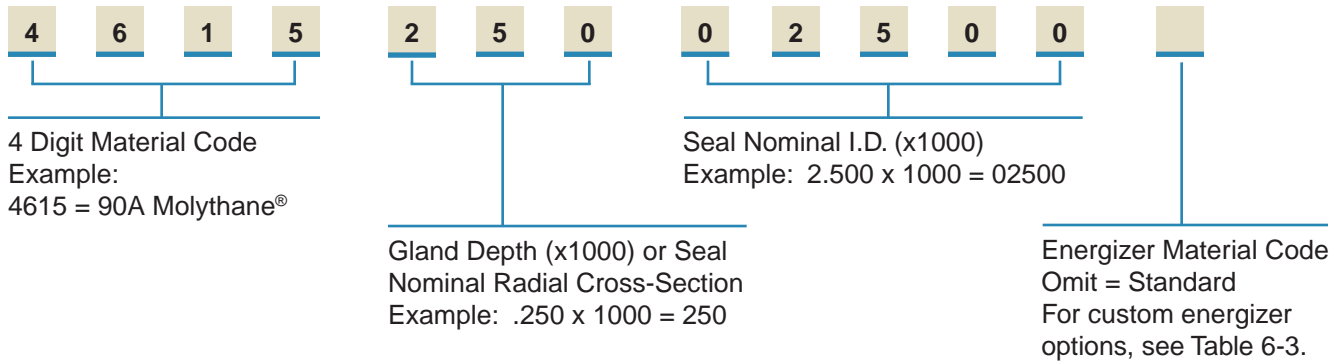 4 6 1 5 2 5 0 0 2 5 0 0
4 Digit Material Code
Example:
4615 = 90A Molythane®
Seal Nominal I.D. (x1000)
Example: 2.500 x 1000 = 02500
Gland Depth (x1000) or Seal
Nominal Radial Cross-Section
Example: .250 x 1000 = 250
Energizer Material Code
Omit = Standard
For custom energizer
options, see Table 6-3.